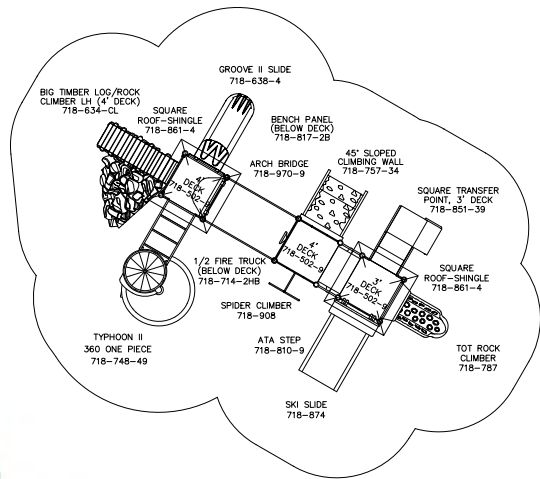 GROOVE II SLIDE
718-638-4
BIG TIMBER LOG/ROCK
CLIMBER LH (4' DECK)
718-634-CL
SQUARE
ROOF-SHINGLE
718-861-4
BENCH PANEL
(BELOW DECK)
718-817-2B
ARCH BRIDGE
718-970-9
45° SLOPED
CLIMBING WALL
718-757-34
SQUARE TRANSFER
POINT, 3' DECK
718-851-39
4'
DECK
718-502-9
4'
DECK
718-502-9
3'
DECK
718-502-9
SQUARE
ROOF-SHINGLE
718-861-4
1/2 FIRE TRUCK
(BELOW DECK)
718-714-2HB
SPIDER CLIMBER
718-908
ATA STEP
718-810-9
TYPHOON II
360 ONE PIECE
718-748-49
TOT ROCK
CLIMBER
718-787
SKI SLIDE
718-874